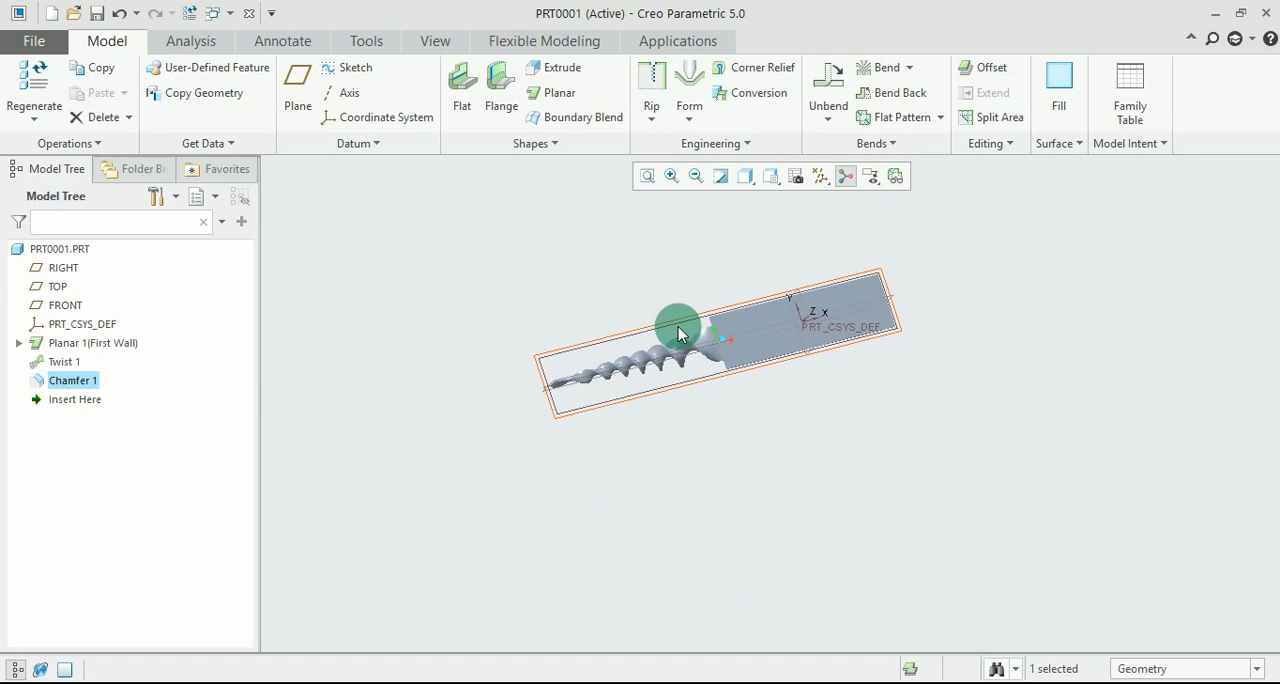 PRT0001 (Active) - Creo Parametric 5.0
File Model Analysis Annotate Tools View Flexible Modeling Applications
Regenerate
Copy
Paste
Delete
Operations
User-Defined Feature
Copy Geometry
Get Data
Plane
Sketch
Axis
Coordinate System
Datum
Flat
Flange
Extrude
Planar
Boundary Blend
Shapes
Rip
Form
Corner Relief
Conversion
Engineering
Unbend
Bend
Bend Back
Flat Pattern
Bends
Offset
Extend
Split Area
Editing
Fill
Surface
Family
Table
Model Intent
Model Tree
Folder Br
Favorites
Model Tree
PRT0001.PRT
RIGHT
TOP
FRONT
PRT_CSYS_DEF
Planar 1(First Wall)
Twist 1
Chamfer 1
Insert Here
Y
Z
X
PRT_CSYS_DEF
1 selected
Geometry